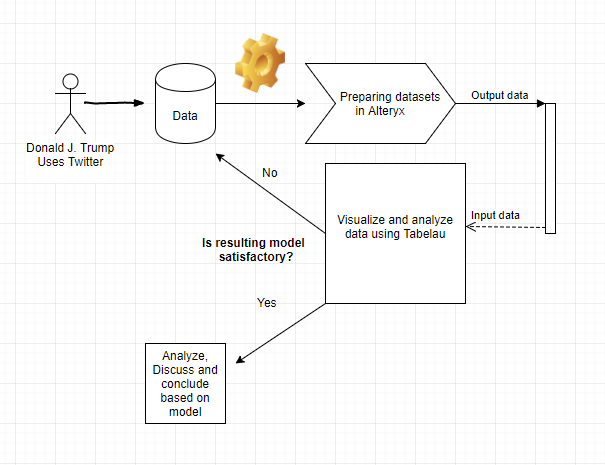 Donald J. Trump
Uses Twitter
Data
Preparing datasets
in Alteryx
Output data
Input data
Visualize and analyze
data using Tabelau
No
Is resulting model
satisfactory?
Yes
Analyze,
Discuss and
conclude
based on
model